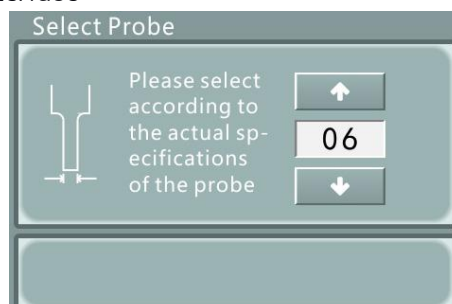 Select Probe
Please select
according to
the actual sp-
ecifications
of the probe
06